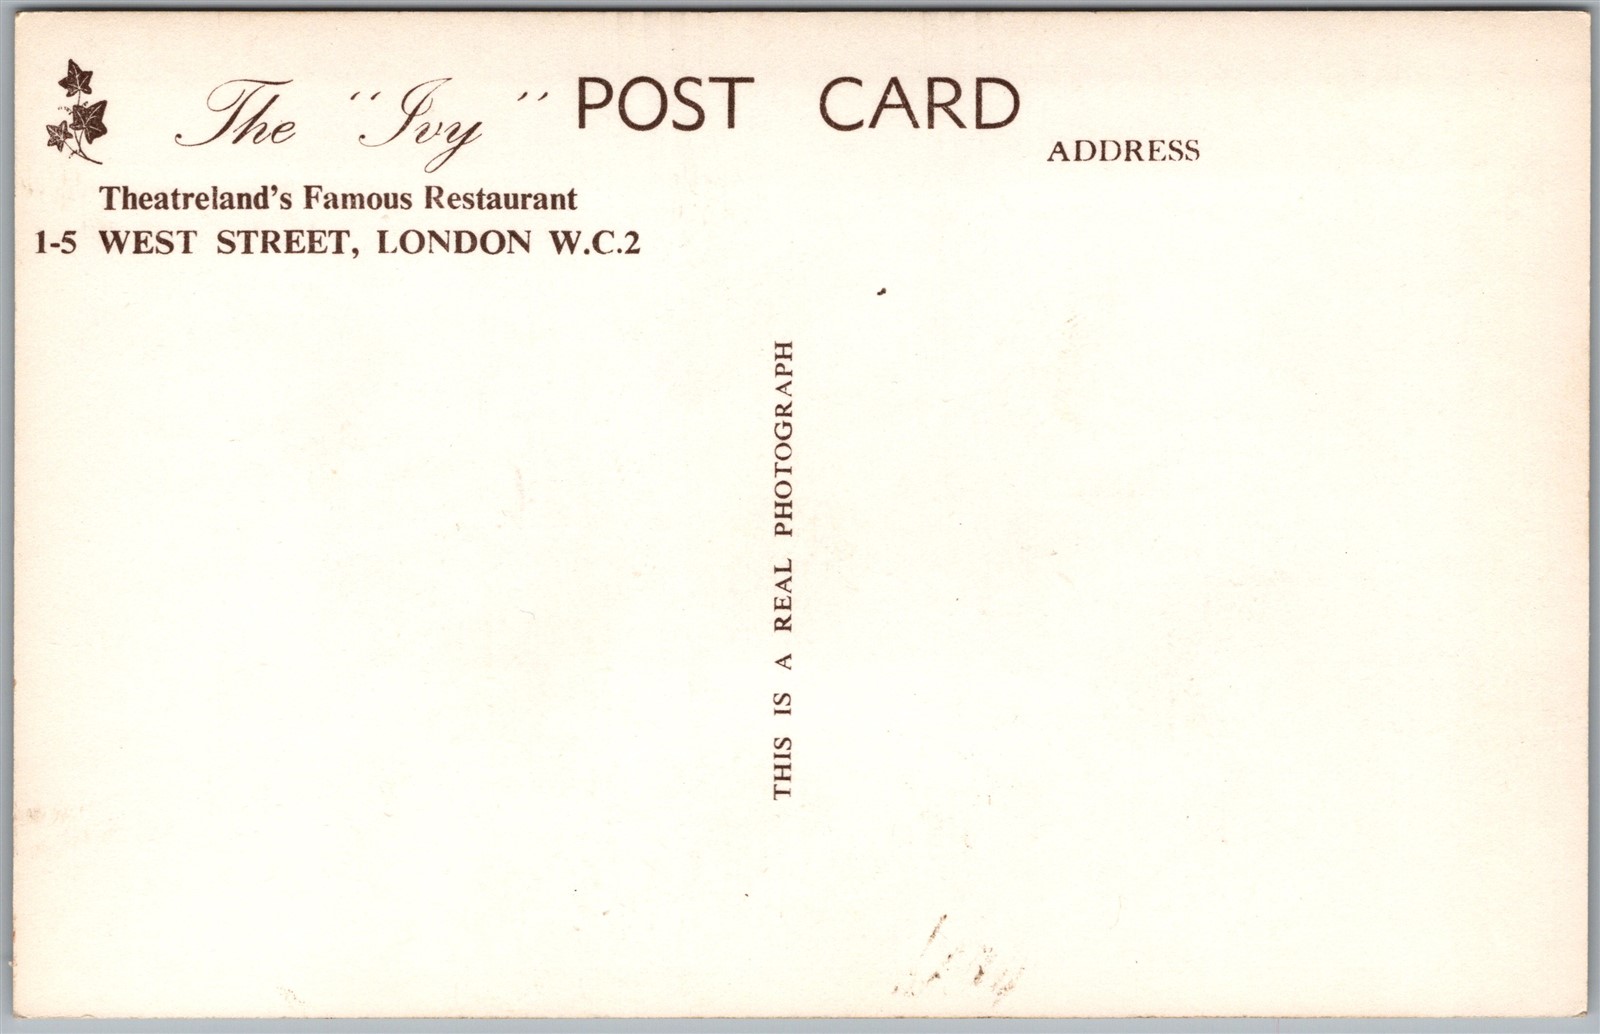 The "Ivy"
POST CARD
ADDRESS
Theatreland's Famous Restaurant
1-5 WEST STREET, LONDON W.C.2
THIS IS A REAL PHOTOGRAPH